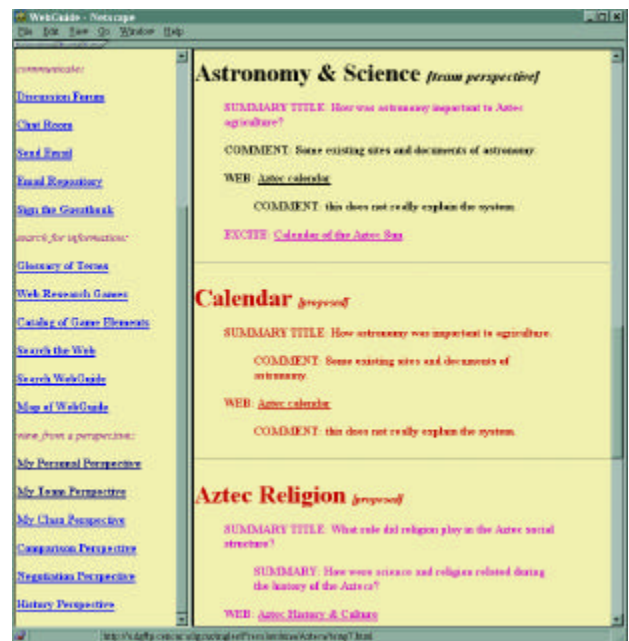 WebGuide - Netscape
File Edit View Go Window Help
communicate:
Discussion Forum
Chat Room
Send Email
Email Repository
Sign the Guestbook
search for information:
Glossary of Terms
Web Research Games
Catalog of Game Elements
Search the Web
Search WebGuide
Map of WebGuide
view from a perspective:
My Personal Perspective
My Team Perspective
My Class Perspective
Comparison Perspective
Negotiation Perspective
History Perspective
Astronomy & Science [team perspective]
SUMMARY TITLE: How was astronomy important to Aztec
agriculture?
COMMENT: Some existing sites and documents of astronomy.
WEB: Aztec calendar
COMMENT: this does not really explain the system.
EXCITE: Calendar of the Aztec Sun
Calendar [proposed]
SUMMARY TITLE: How astronomy was important to agriculture.
COMMENT: Some existing sites and documents of
astronomy.
WEB: Aztec calendar
COMMENT: this does not really explain the system.
Aztec Religion [proposed]
SUMMARY TITLE: What role did religion play in the Aztec social
structure?
SUMMARY: How were science and religion related during
the history of the Aztecs?
WEB: Aztec History & Culture